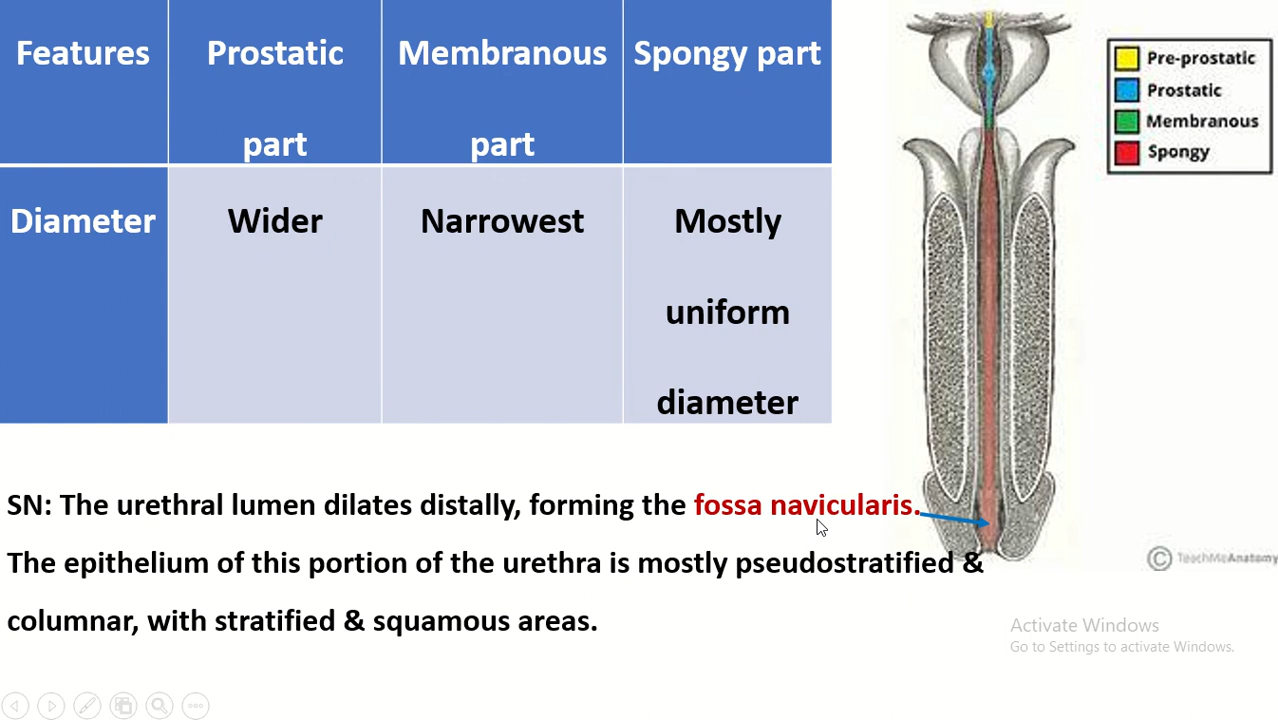 Features
Prostatic
part
Membranous
part
Spongy part
Diameter
Wider
Narrowest
Mostly
uniform
diameter
Pre-prostatic
Prostatic
Membranous
Spongy
SN: The urethral lumen dilates distally, forming the fossa navicularis.
The epithelium of this portion of the urethra is mostly pseudostratified &
columnar, with stratified & squamous areas.
© TeachMeAnatomy
Activate Windows
Go to Settings to activate Windows.